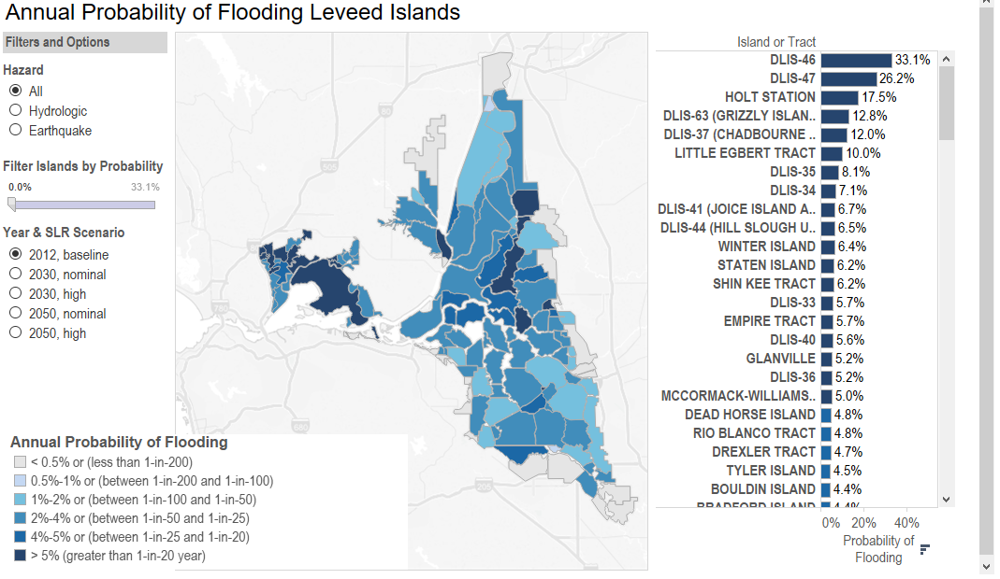 Annual Probability of Flooding Leveed Islands
Filters and Options
Hazard
All
Hydrologic
Earthquake
Filter Islands by Probability
0.0% 33.1%
Year & SLR Scenario
2012, baseline
2030, nominal
2030, high
2050, nominal
2050, high
Annual Probability of Flooding
< 0.5% or (less than 1-in-200)
0.5%-1% or (between 1-in-200 and 1-in-100)
1%-2% or (between 1-in-100 and 1-in-50)
2%-4% or (between 1-in-50 and 1-in-25)
4%-5% or (between 1-in-25 and 1-in-20)
> 5% (greater than 1-in-20 year)
Island or Tract
DLIS-46 33.1%
DLIS-47 26.2%
HOLT STATION 17.5%
DLIS-63 (GRIZZLY ISLAN.. 12.8%
DLIS-37 (CHADBOURNE .. 12.0%
LITTLE EGBERT TRACT 10.0%
DLIS-35 8.1%
DLIS-34 7.1%
DLIS-41 (JOICE ISLAND A.. 6.7%
DLIS-44 (HILL SLOUGH U.. 6.5%
WINTER ISLAND 6.4%
STATEN ISLAND 6.2%
SHIN KEE TRACT 6.2%
DLIS-33 5.7%
EMPIRE TRACT 5.7%
DLIS-40 5.6%
GLANVILLE 5.2%
DLIS-36 5.2%
MCCORMACK-WILLIAMS.. 5.0%
DEAD HORSE ISLAND 4.8%
RIO BLANCO TRACT 4.8%
DREXLER TRACT 4.7%
TYLER ISLAND 4.5%
BOULDIN ISLAND 4.4%
BRADFORD ISLAND 4.4%
0% 20% 40%
Probability of
Flooding